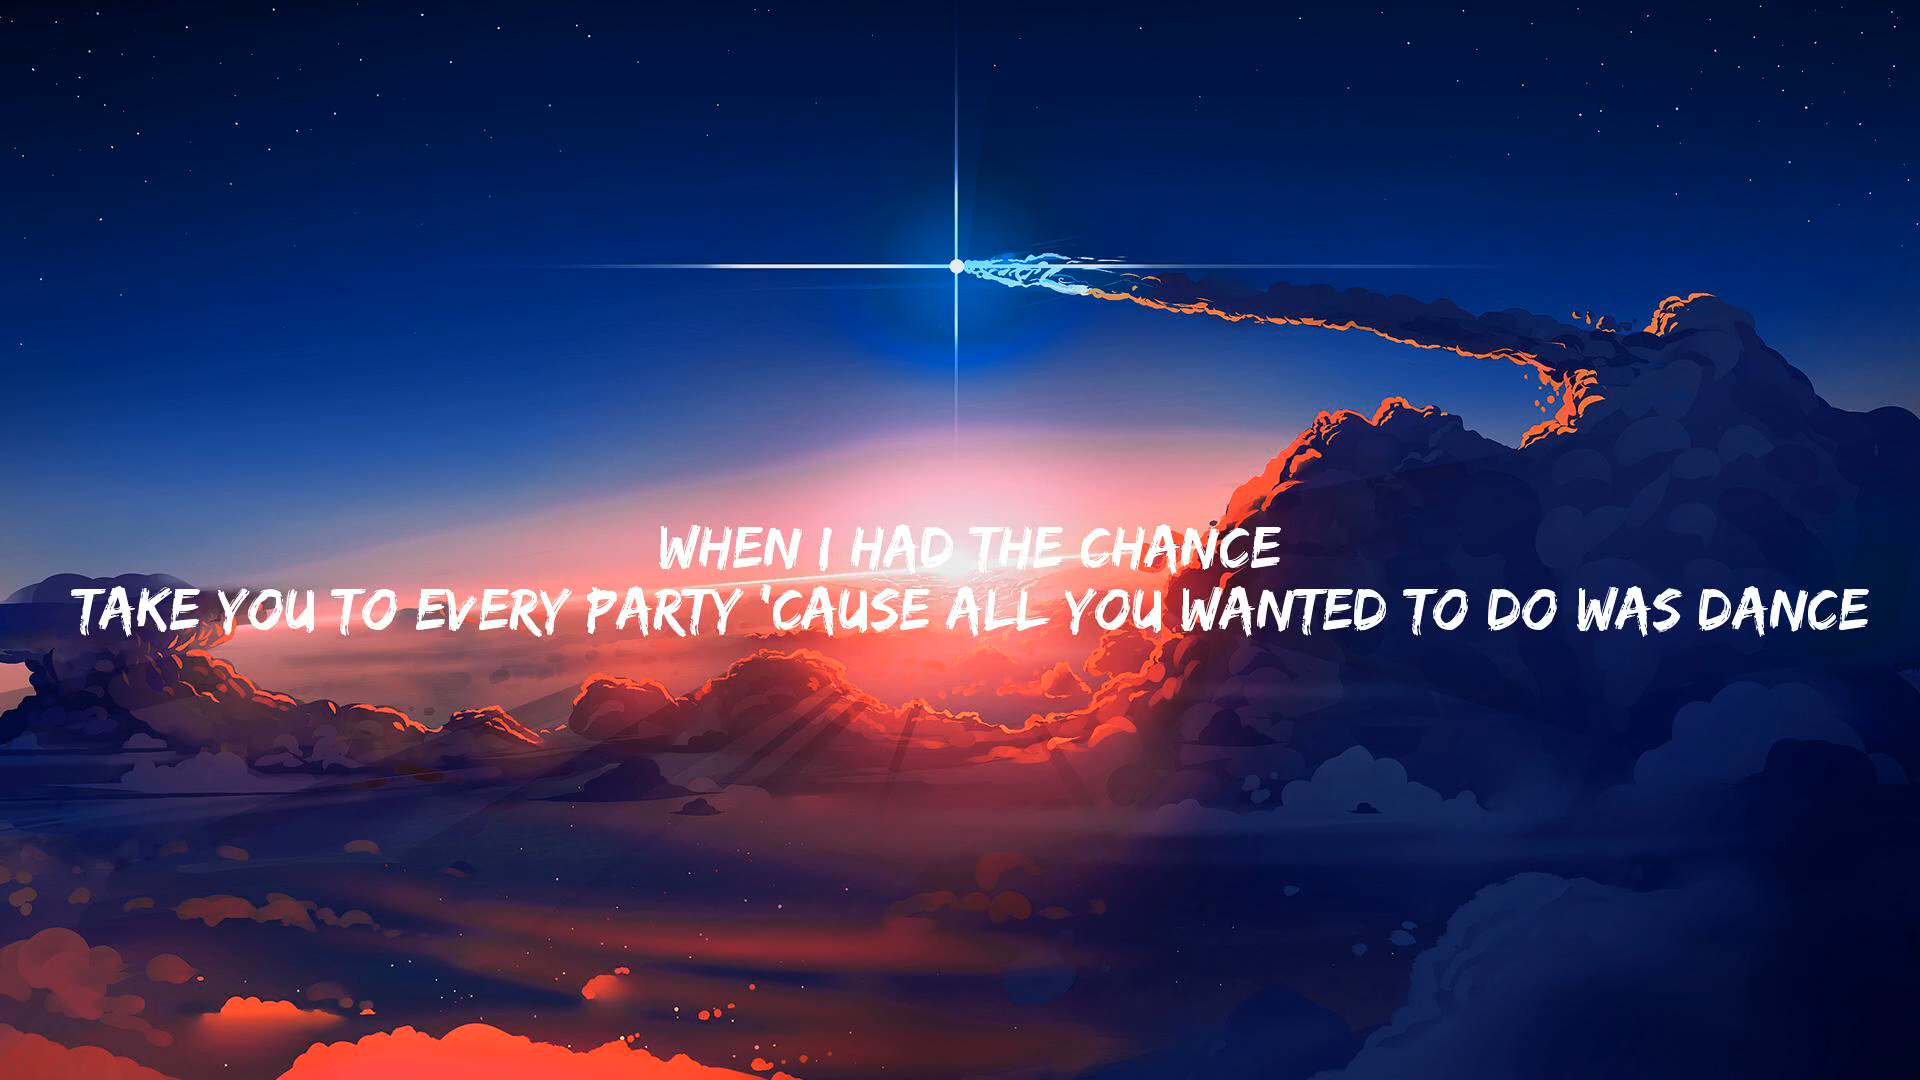 WHEN I HAD THE CHANCE
TAKE YOU TO EVERY PARTY 'CAUSE ALL YOU WANTED TO DO WAS DANCE